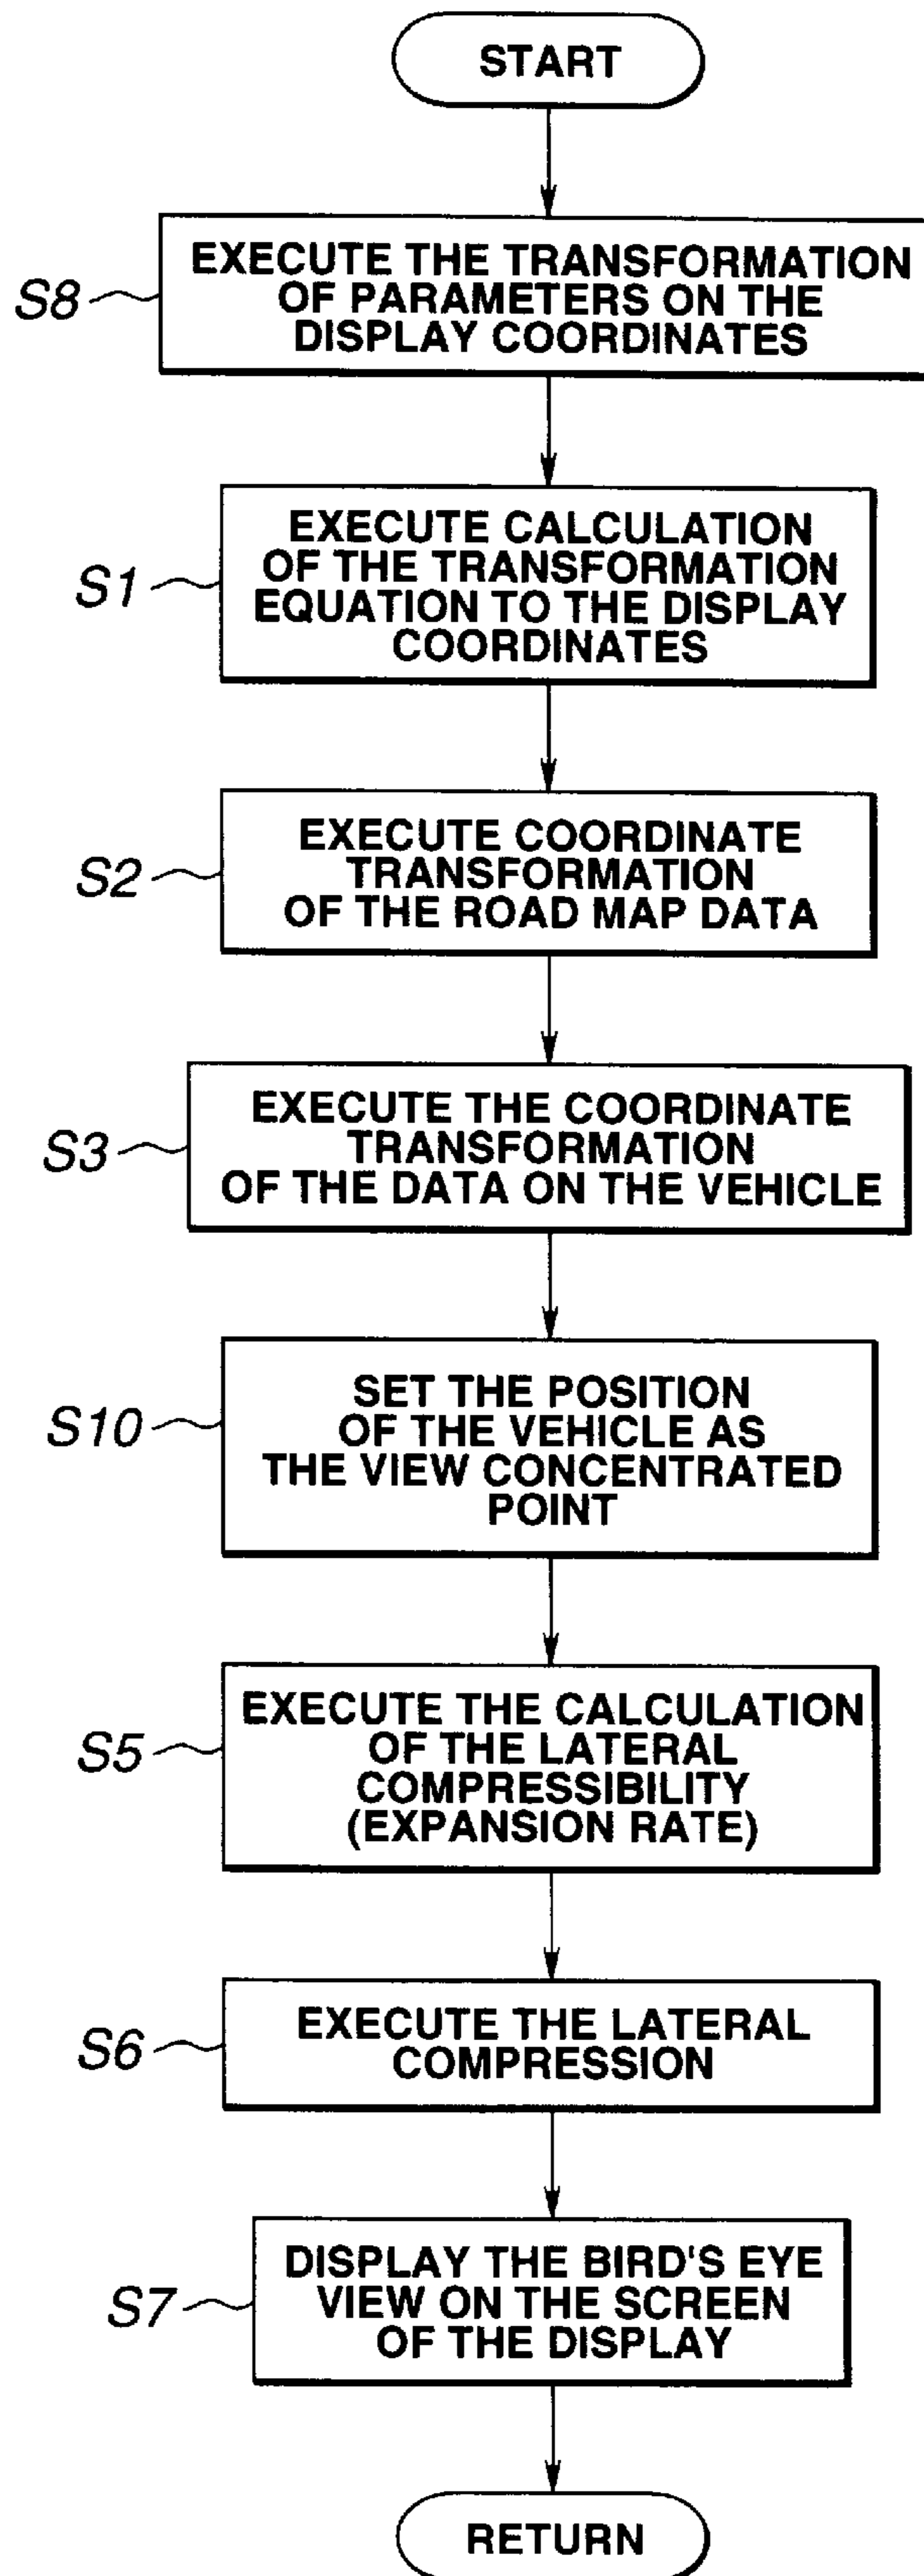 START
S8
EXECUTE THE TRANSFORMATION
OF PARAMETERS ON THE
DISPLAY COORDINATES
S1
EXECUTE CALCULATION
OF THE TRANSFORMATION
EQUATION TO THE DISPLAY
COORDINATES
S2
EXECUTE COORDINATE
TRANSFORMATION
OF THE ROAD MAP DATA
S3
EXECUTE THE COORDINATE
TRANSFORMATION
OF THE DATA ON THE VEHICLE
S10
SET THE POSITION
OF THE VEHICLE AS
THE VIEW CONCENTRATED
POINT
S5
EXECUTE THE CALCULATION
OF THE LATERAL
COMPRESSIBILITY
(EXPANSION RATE)
S6
EXECUTE THE LATERAL
COMPRESSION
S7
DISPLAY THE BIRD'S EYE
VIEW ON THE SCREEN
OF THE DISPLAY
RETURN